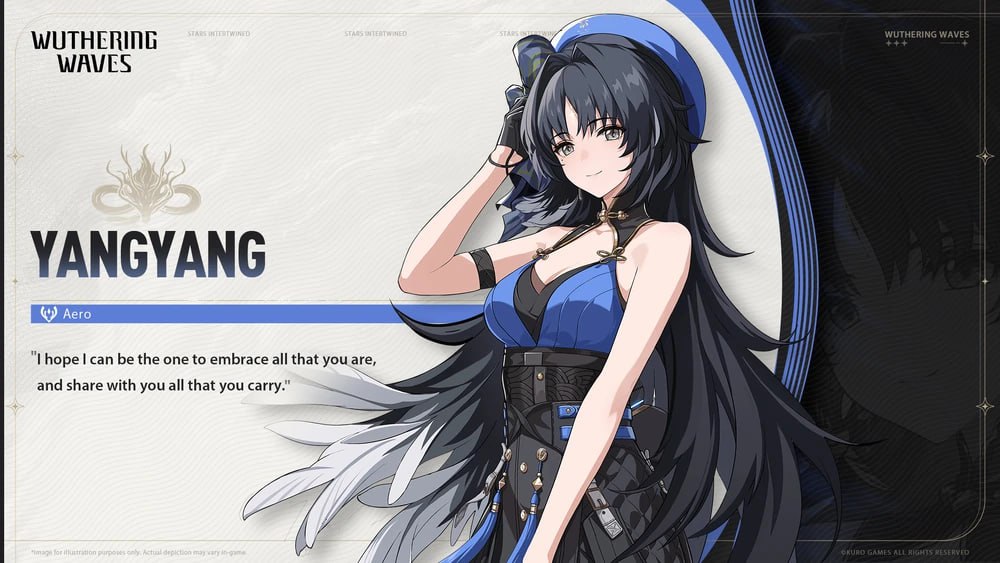 WUTHERING
WAVES
STARS INTERTWINED
STARS INTERTWINED
STARS INTERTWINED
WUTHERING WAVES
YANGYANG
Aero
"I hope I can be the one to embrace all that you are,
and share with you all that you carry."
*Image for illustration purposes only. Actual depiction may vary in-game.
©KURO GAMES ALL RIGHTS RESERVED